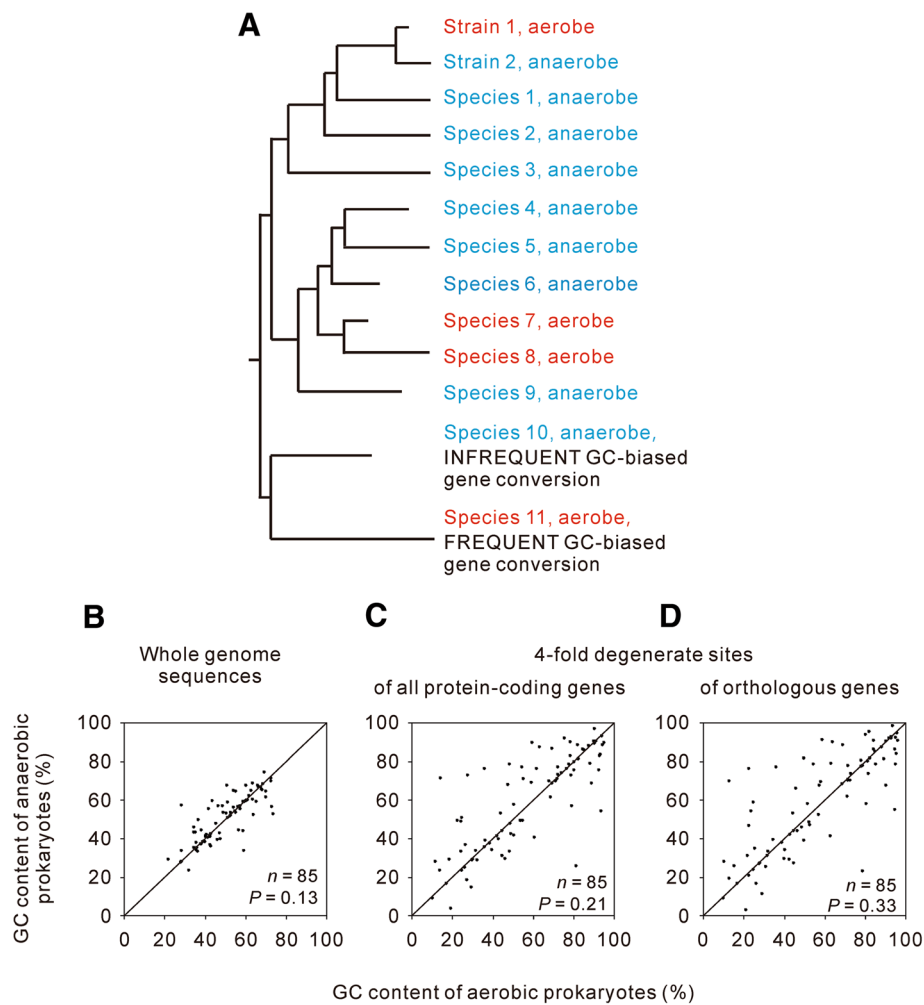 A
Strain 1, aerobe
Strain 2, anaerobe
Species 1, anaerobe
Species 2, anaerobe
Species 3, anaerobe
Species 4, anaerobe
Species 5, anaerobe
Species 6, anaerobe
Species 7, aerobe
Species 8, aerobe
Species 9, anaerobe
Species 10, anaerobe,
INFREQUENT GC-biased
gene conversion
Species 11, aerobe,
FREQUENT GC-biased
gene conversion
B
C
D
Whole genome
sequences
4-fold degenerate sites
of all protein-coding genes
of orthologous genes
GC content of anaerobic
prokaryotes (%)
100
80
60
40
20
0
n = 85
P = 0.13
0 20 40 60 80 100
100
80
60
40
20
0
n = 85
P = 0.21
0 20 40 60 80 100
100
80
60
40
20
0
n = 85
P = 0.33
0 20 40 60 80 100
GC content of aerobic prokaryotes (%)